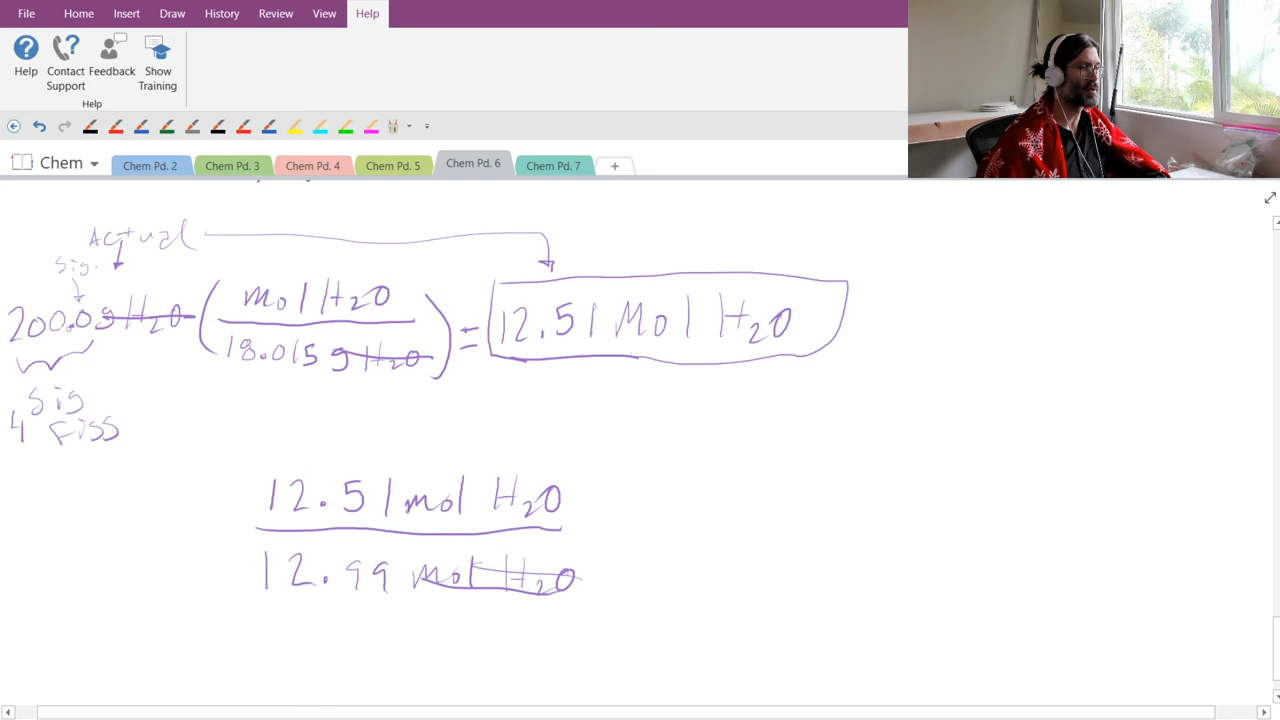 File Home Insert Draw History Review View Help
Help Contact Support Feedback Show Training
Help
Chem Chem Pd. 2 Chem Pd. 3 Chem Pd. 4 Chem Pd. 5 Chem Pd. 6 Chem Pd. 7 +
Actual
Sig.
200.0g H₂O (mol H₂O / 18.015 g H₂O) = 12.51 Mol H₂O
4 Sig
Figs
12.51 mol H₂O
12.99 mol H₂O